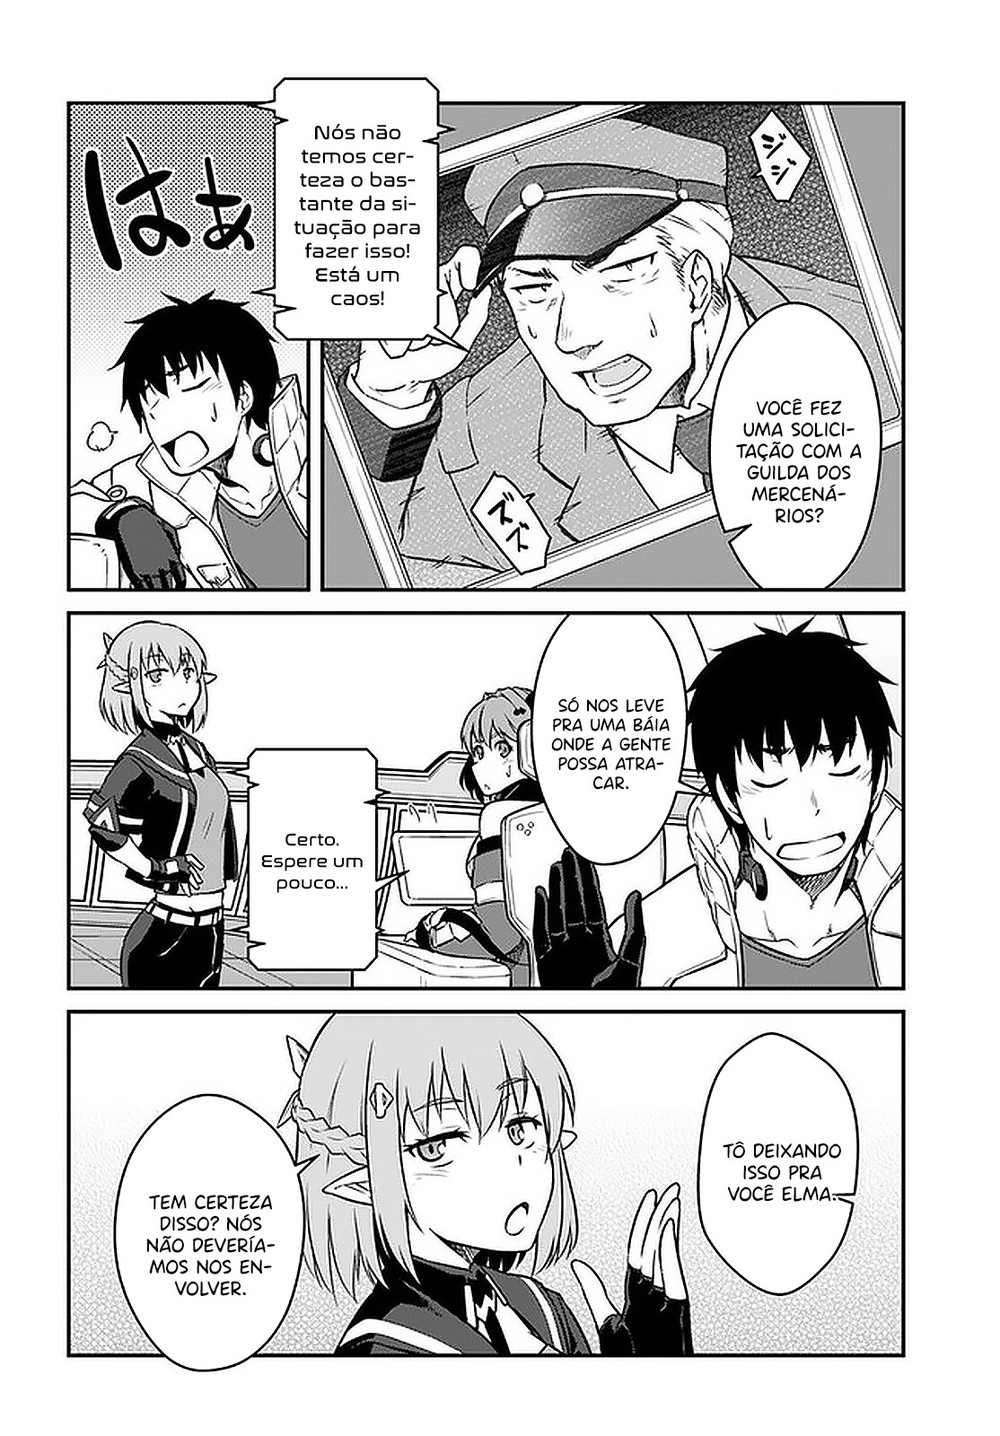 VOCÊ FEZ
UMA SOLICI-
TAÇÃO COM A
GUILDA DOS
MERCENÁ-
RIOS?
ジジ
ズズ
Nós não
temos cer-
teza o bas-
tante da si-
tuação para
fazer isso!
Está um
caos!
はぁ
SÓ NOS LEVE
PRA UMA BÁIA
ONDE A GENTE
POSSA ATRA-
CAR.
Certo.
Espere um
pouco...
TÔ DEIXANDO
ISSO PRA
VOCÊ ELMA.
TEM CERTEZA
DISSO? NÓS
NÃO DEVERÍA-
MOS NOS EN-
VOLVER.